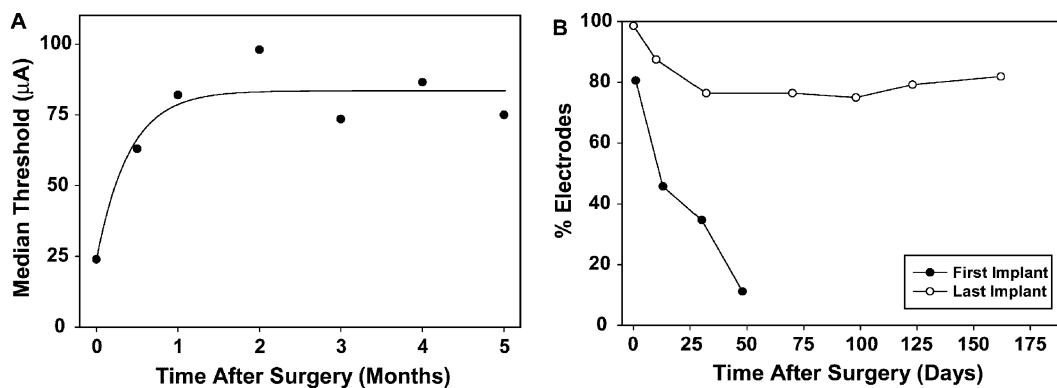 A
Median Threshold (μA)
100
75
50
25
0
0 1 2 3 4 5
Time After Surgery (Months)
B
% Electrodes
100
80
60
40
20
0
0 25 50 75 100 125 150 175
Time After Surgery (Days)
First Implant
Last Implant